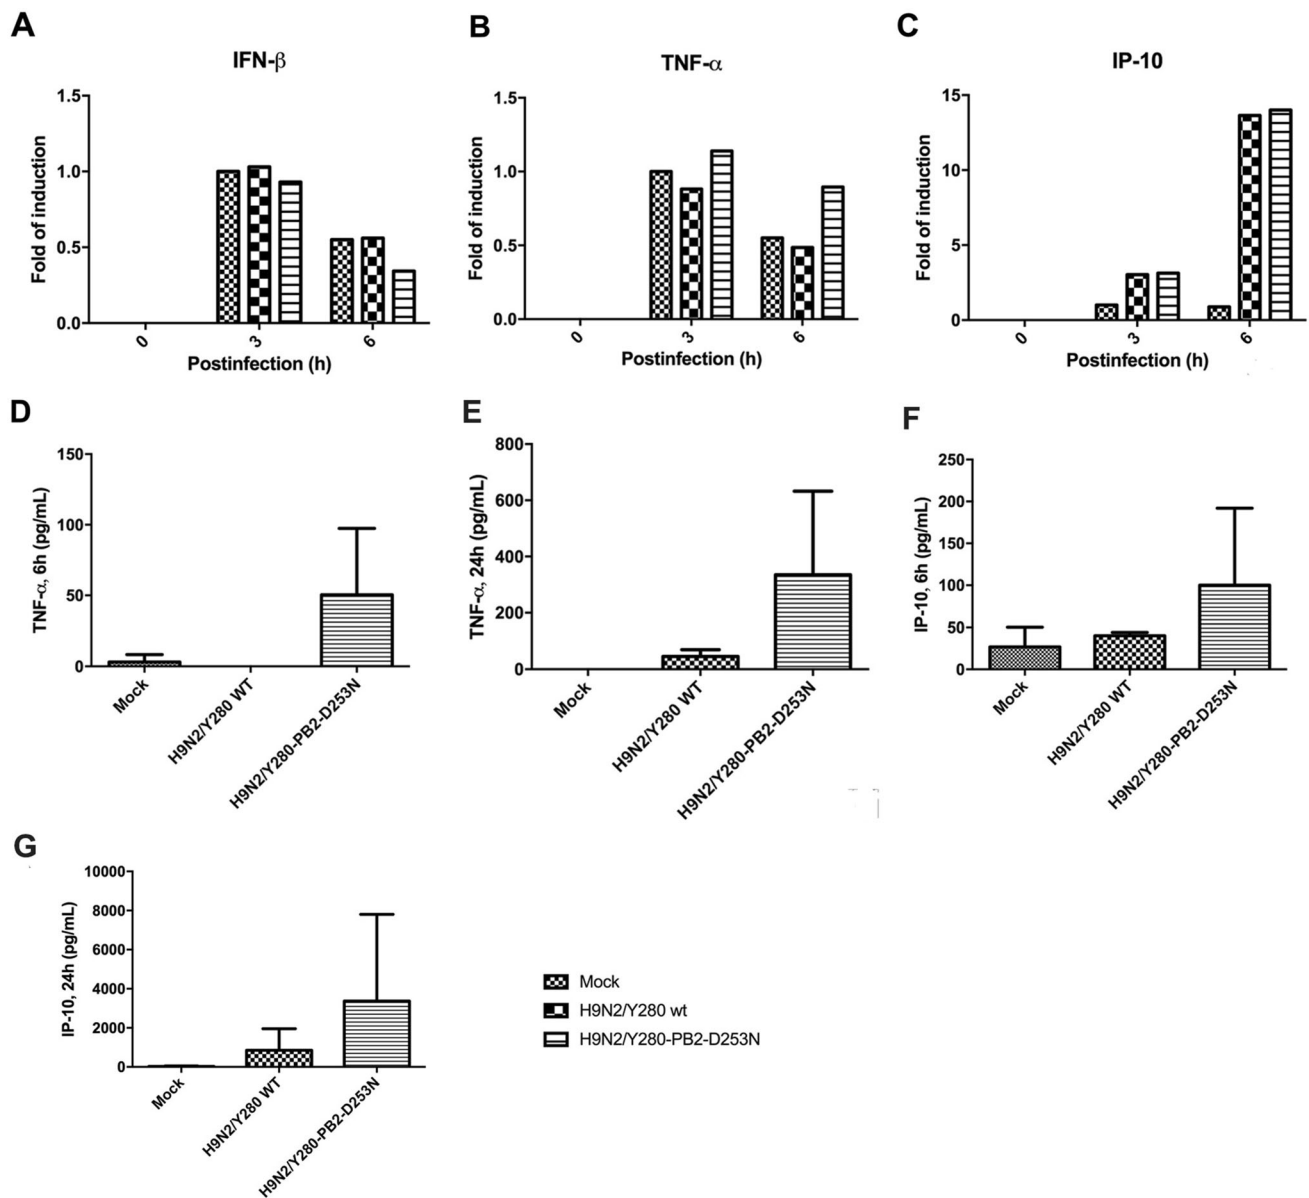 A
IFN-β
Fold of induction
1.5
1.0
0.5
0.0
0
3
6
Postinfection (h)
B
TNF-α
Fold of induction
1.5
1.0
0.5
0.0
0
3
6
Postinfection (h)
C
IP-10
Fold of induction
15
10
5
0
0
3
6
Postinfection (h)
D
TNF-α, 6h (pg/mL)
150
100
50
0
Mock
H9N2/Y280 WT
H9N2/Y280-PB2-D253N
E
TNF-α, 24h (pg/mL)
800
600
400
200
0
Mock
H9N2/Y280 WT
H9N2/Y280-PB2-D253N
F
IP-10, 6h (pg/mL)
250
200
150
100
50
0
Mock
H9N2/Y280 WT
H9N2/Y280-PB2-D253N
G
IP-10, 24h (pg/mL)
10000
8000
6000
4000
2000
0
Mock
H9N2/Y280 WT
H9N2/Y280-PB2-D253N
Mock
H9N2/Y280 wt
H9N2/Y280-PB2-D253N